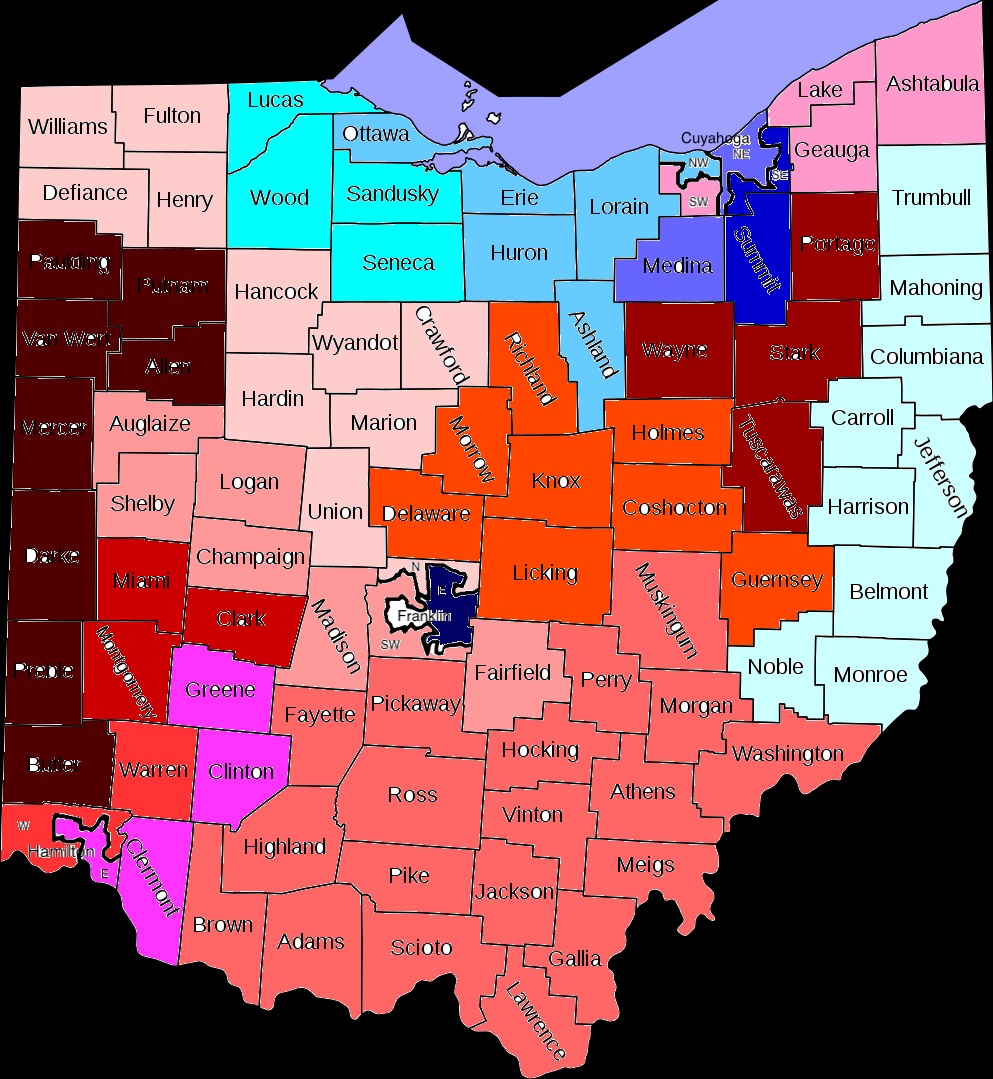 Lucas
Lake
Ashtabula
Williams
Fulton
Ottawa
Cuyahoga
NE
Geauga
NW
SE
Defiance
Henry
Wood
Sandusky
Erie
Lorain
SW
Trumbull
Paulding
Putnam
Hancock
Seneca
Huron
Medina
Summit
Portage
Mahoning
Van Wert
Allen
Wyandot
Crawford
Richland
Ashland
Wayne
Stark
Columbiana
Mercer
Auglaize
Hardin
Marion
Morrow
Holmes
Tuscarawas
Carroll
Jefferson
Shelby
Logan
Union
Delaware
Knox
Coshocton
Harrison
Darke
Miami
Champaign
N
E
Licking
Muskingum
Guernsey
Belmont
Clark
Madison
Franklin
SW
Preble
Montgomery
Greene
Fayette
Pickaway
Fairfield
Perry
Morgan
Noble
Monroe
Butler
Warren
Clinton
Ross
Hocking
Athens
Washington
W
Hamilton
E
Clermont
Highland
Vinton
Meigs
Pike
Jackson
Brown
Adams
Scioto
Gallia
Lawrence